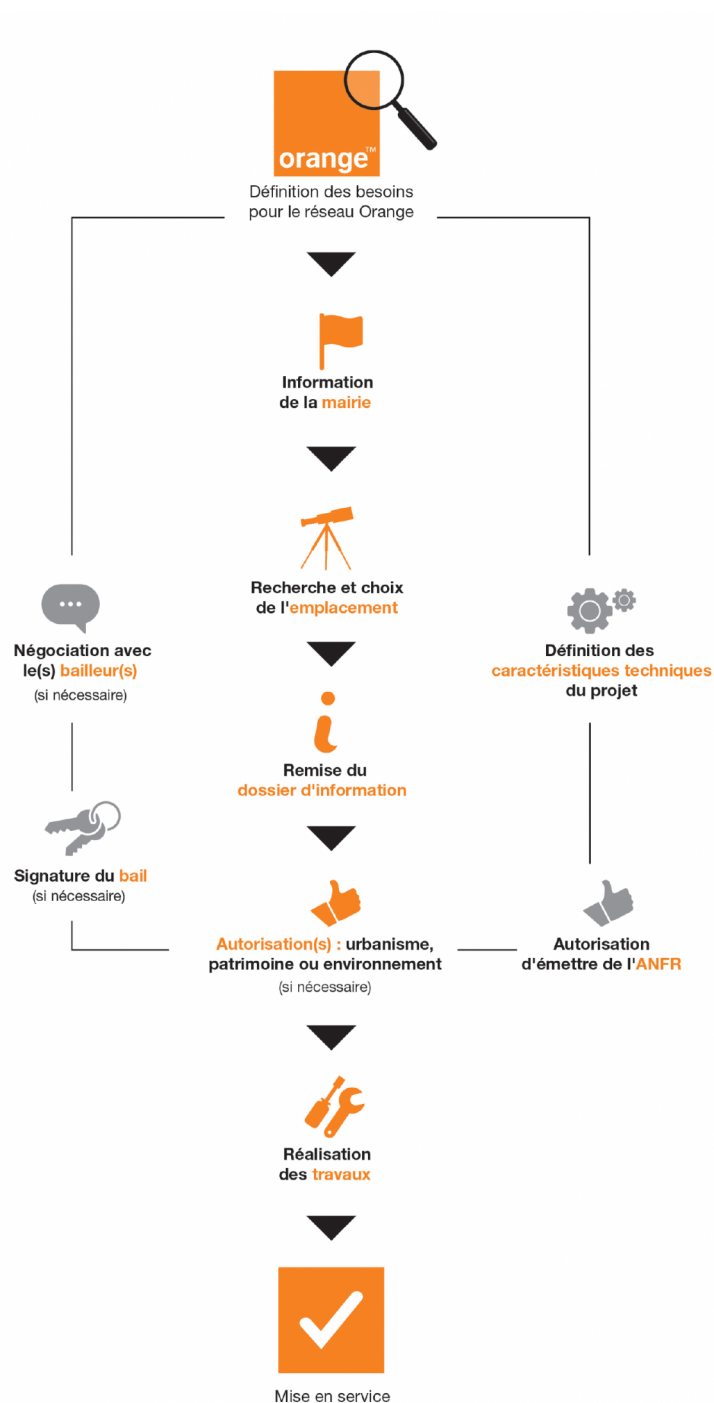 orange™
Définition des besoins
pour le réseau Orange
Information
de la mairie
Recherche et choix
de l'emplacement
Négociation avec
le(s) bailleur(s)
(si nécessaire)
Définition des
caractéristiques techniques
du projet
Remise du
dossier d'information
Signature du bail
(si nécessaire)
Autorisation(s) : urbanisme,
patrimoine ou environnement
(si nécessaire)
Autorisation
d'émettre de l'ANFR
Réalisation
des travaux
Mise en service